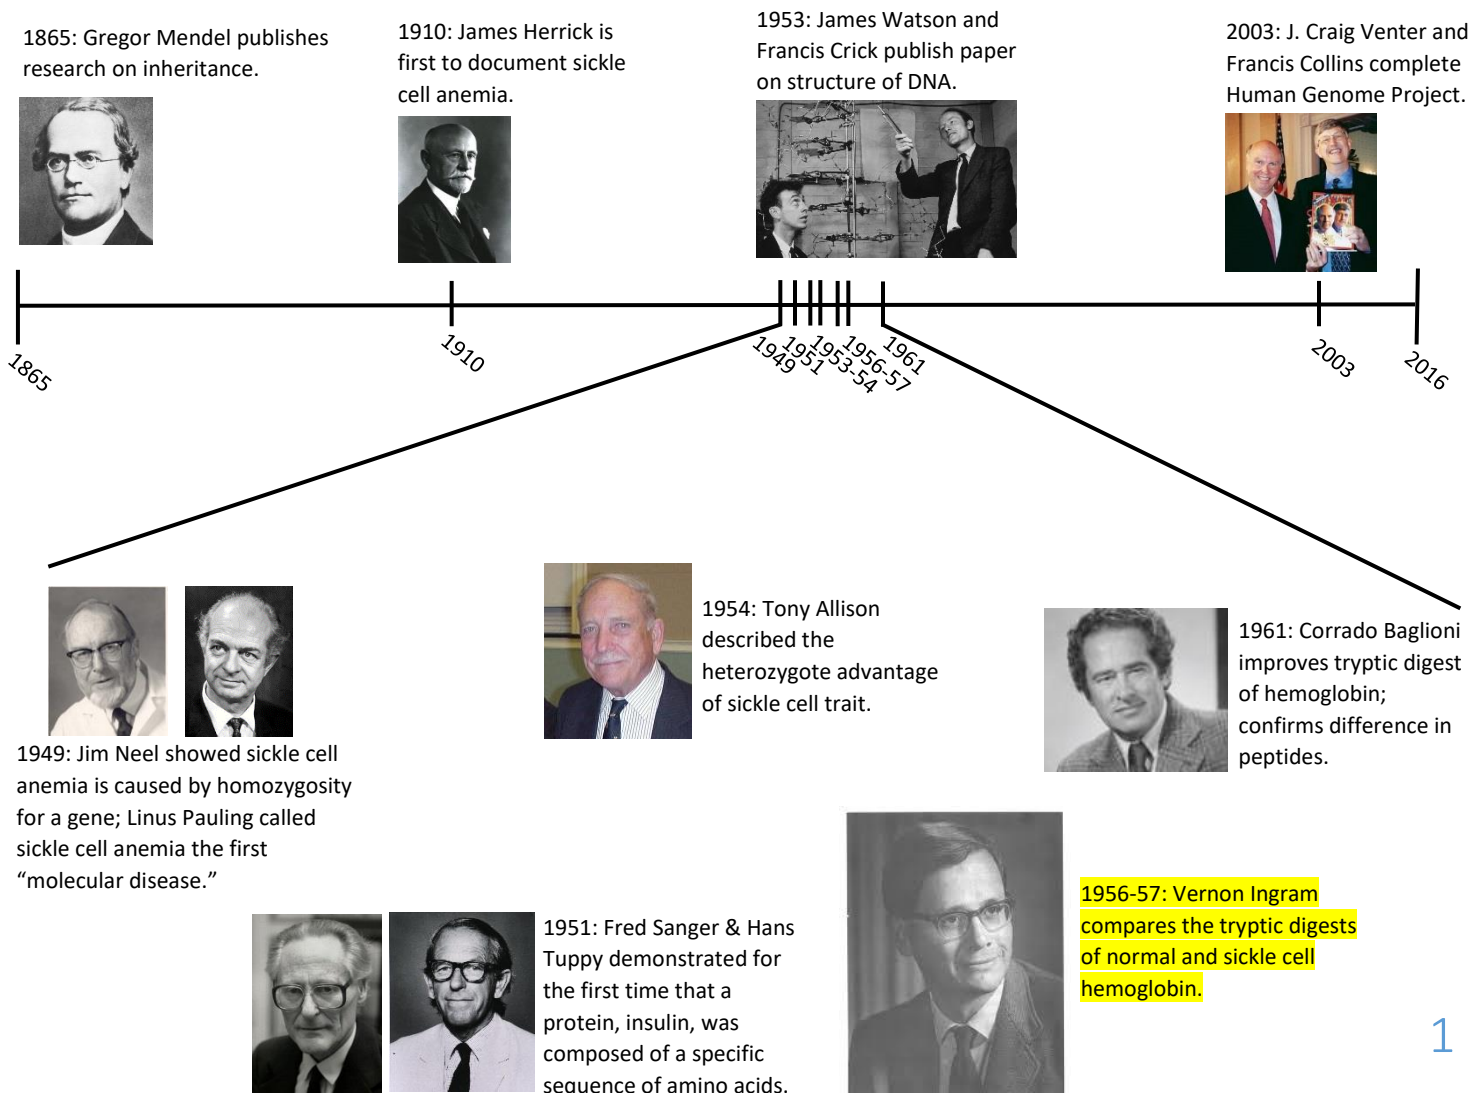 1865: Gregor Mendel publishes
research on inheritance.
1910: James Herrick is
first to document sickle
cell anemia.
1953: James Watson and
Francis Crick publish paper
on structure of DNA.
2003: J. Craig Venter and
Francis Collins complete
Human Genome Project.
1865
1910
1949
1951
1953-54
1956-57
1961
2003
2016
1949: Jim Neel showed sickle cell
anemia is caused by homozygosity
for a gene; Linus Pauling called
sickle cell anemia the first
“molecular disease.”
1954: Tony Allison
described the
heterozygote advantage
of sickle cell trait.
1961: Corrado Baglioni
improves tryptic digest
of hemoglobin;
confirms difference in
peptides.
1951: Fred Sanger & Hans
Tuppy demonstrated for
the first time that a
protein, insulin, was
composed of a specific
sequence of amino acids.
1956-57: Vernon Ingram
compares the tryptic digests
of normal and sickle cell
hemoglobin.
1